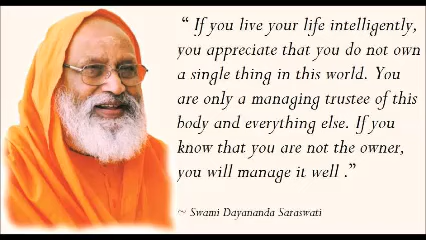 “ If you live your life intelligently,
you appreciate that you do not own
a single thing in this world. You
are only a managing trustee of this
body and everything else. If you
know that you are not the owner,
you will manage it well .”
~ Swami Dayananda Saraswati